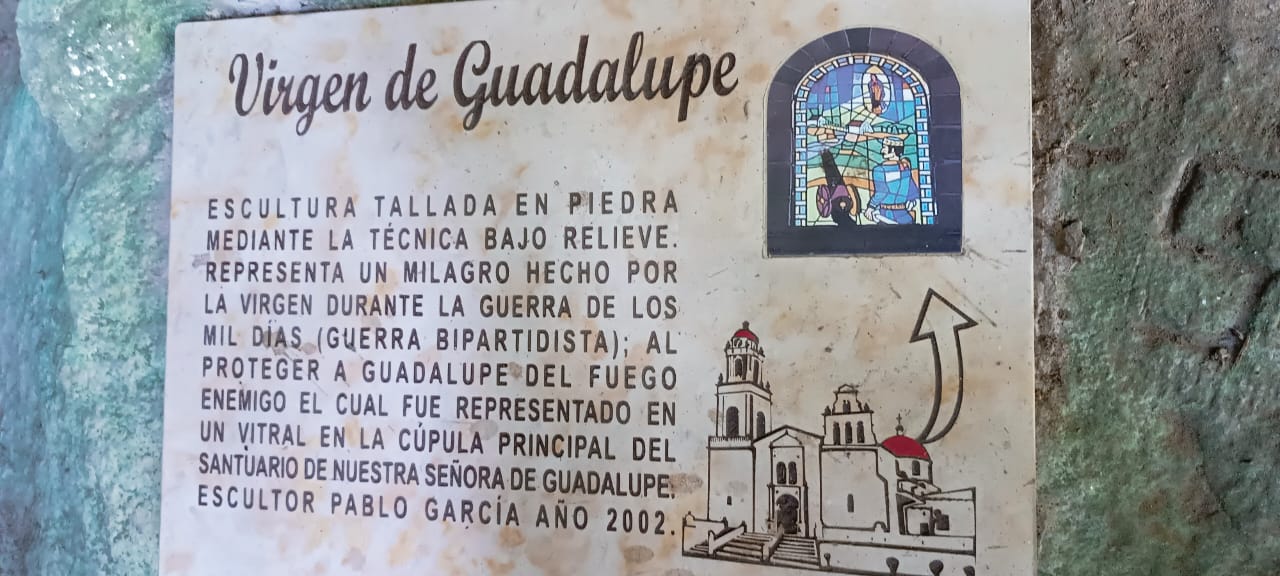 Virgen de Guadalupe
ESCULTURA TALLADA EN PIEDRA
MEDIANTE LA TÉCNICA BAJO RELIEVE.
REPRESENTA UN MILAGRO HECHO POR
LA VIRGEN DURANTE LA GUERRA DE LOS
MIL DÍAS (GUERRA BIPARTIDISTA); AL
PROTEGER A GUADALUPE DEL FUEGO
ENEMIGO EL CUAL FUE REPRESENTADO EN
UN VITRAL EN LA CÚPULA PRINCIPAL DEL
SANTUARIO DE NUESTRA SEÑORA DE GUADALUPE.
ESCULTOR PABLO GARCÍA AÑO 2002.